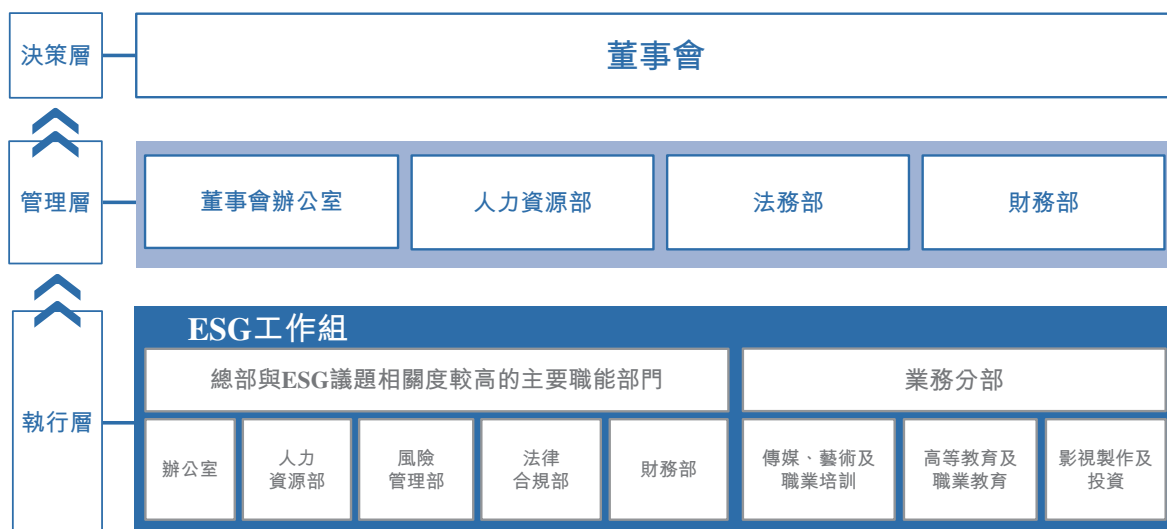 決策層
董事會
管理層
董事會辦公室
人力資源部
法務部
財務部
執行層
ESG工作組
總部與ESG議題相關度較高的主要職能部門
業務分部
辦公室
人力
資源部
風險
管理部
法律
合規部
財務部
傳媒、藝術及
職業培訓
高等教育及
職業教育
影視製作及
投資